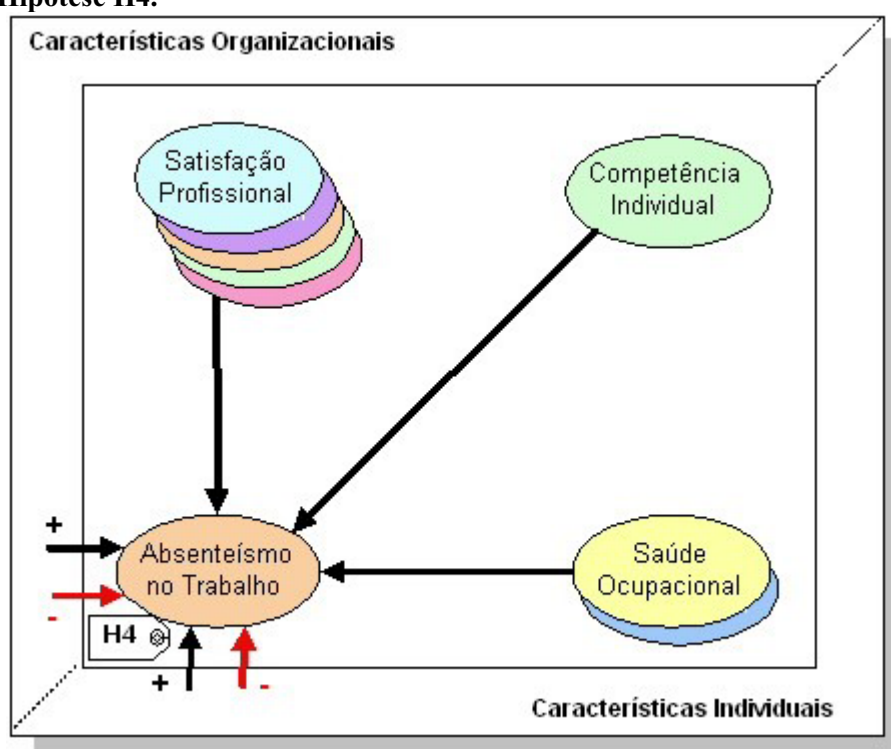 Hipótese H4:
Características Organizacionais
Satisfação
Profissional
Competência
Individual
+
Absenteísmo
no Trabalho
-
Saúde
Ocupacional
H4
+
-
Características Individuais